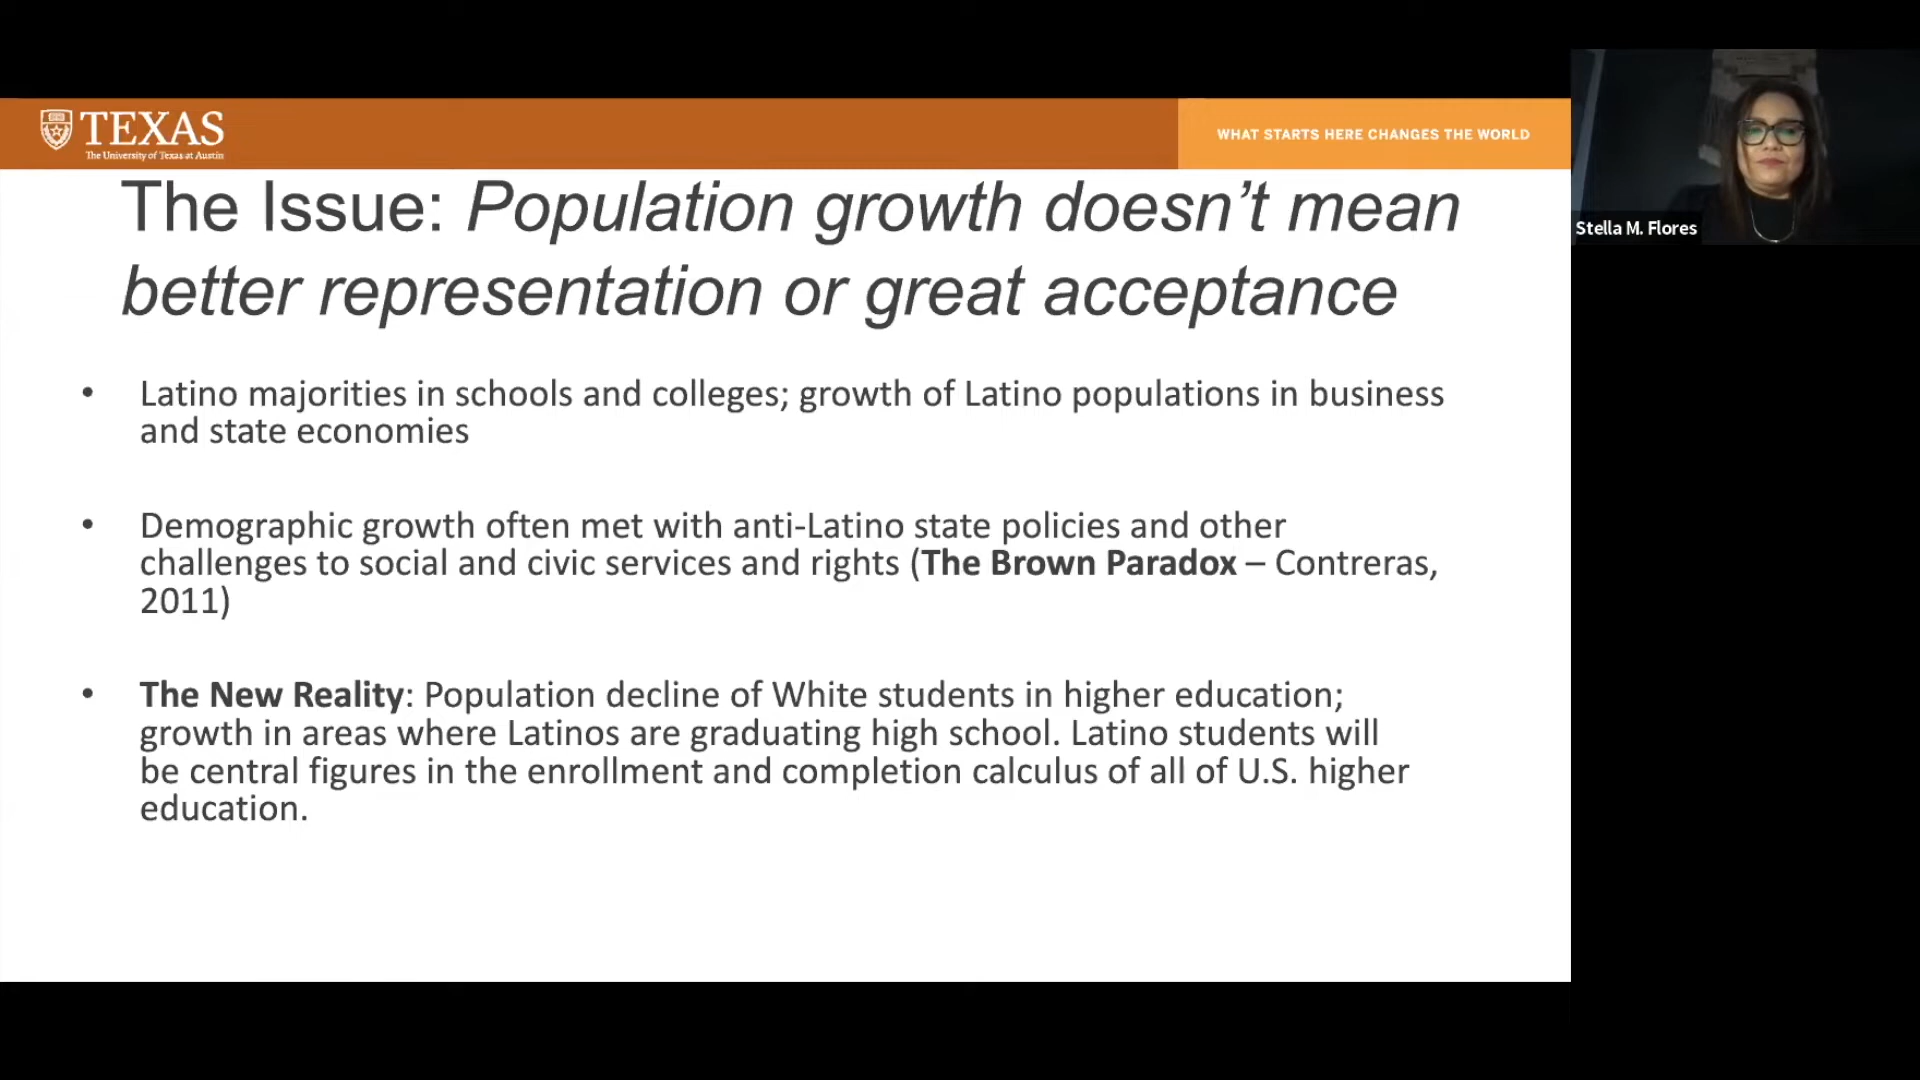 TEXAS
The University of Texas at Austin
WHAT STARTS HERE CHANGES THE WORLD
Stella M. Flores
The Issue: Population growth doesn’t mean
better representation or great acceptance
• Latino majorities in schools and colleges; growth of Latino populations in business
and state economies
• Demographic growth often met with anti-Latino state policies and other
challenges to social and civic services and rights (The Brown Paradox – Contreras,
2011)
• The New Reality: Population decline of White students in higher education;
growth in areas where Latinos are graduating high school. Latino students will
be central figures in the enrollment and completion calculus of all of U.S. higher
education.